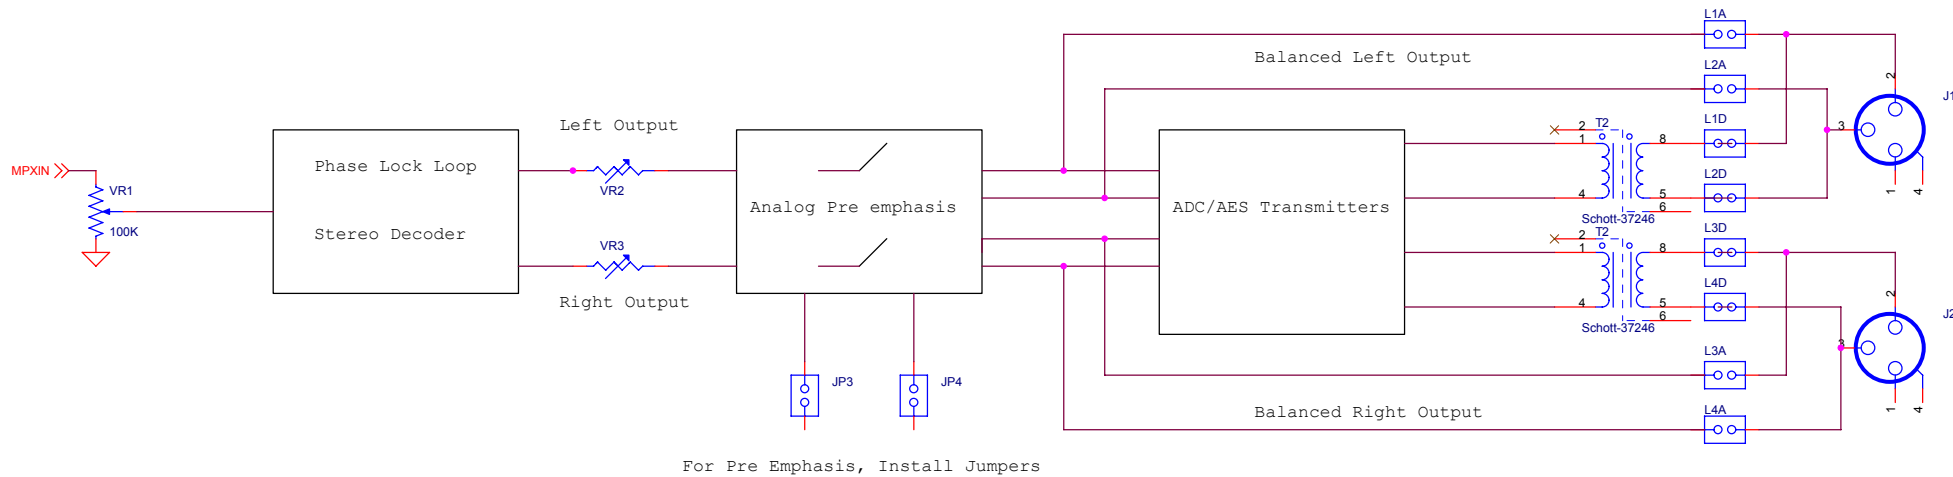 MPXIN
VR1
100K
Phase Lock Loop
Stereo Decoder
Left Output
VR2
VR3
Right Output
Analog Pre emphasis
JP3
JP4
For Pre Emphasis, Install Jumpers
Balanced Left Output
ADC/AES Transmitters
Balanced Right Output
2
T2
1
8
4
5
6
Schott-37246
2
T2
1
8
4
5
6
Schott-37246
L1A
L2A
L1D
L2D
L3D
L4D
L3A
L4A
2
J1
3
1
4
2
J2
3
1
4